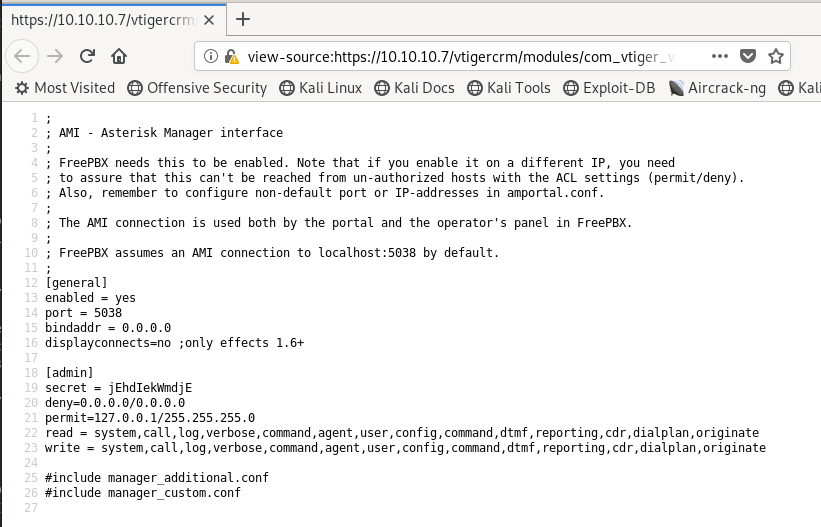 https://10.10.10.7/vtigercrm
view-source:https://10.10.10.7/vtigercrm/modules/com_vtiger_w
Most Visited Offensive Security Kali Linux Kali Docs Kali Tools Exploit-DB Aircrack-ng Kali
1 ;
2 ; AMI - Asterisk Manager interface
3 ;
4 ; FreePBX needs this to be enabled. Note that if you enable it on a different IP, you need
5 ; to assure that this can't be reached from un-authorized hosts with the ACL settings (permit/deny).
6 ; Also, remember to configure non-default port or IP-addresses in amportal.conf.
7 ;
8 ; The AMI connection is used both by the portal and the operator's panel in FreePBX.
9 ;
10 ; FreePBX assumes an AMI connection to localhost:5038 by default.
11 ;
12 [general]
13 enabled = yes
14 port = 5038
15 bindaddr = 0.0.0.0
16 displayconnects=no ;only effects 1.6+
17
18 [admin]
19 secret = jEhdIekWmdjE
20 deny=0.0.0.0/0.0.0.0
21 permit=127.0.0.1/255.255.255.0
22 read = system,call,log,verbose,command,agent,user,config,command,dtmf,reporting,cdr,dialplan,originate
23 write = system,call,log,verbose,command,agent,user,config,command,dtmf,reporting,cdr,dialplan,originate
24
25 #include manager_additional.conf
26 #include manager_custom.conf
27